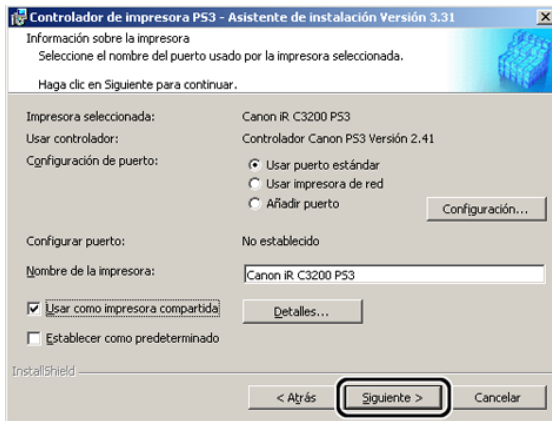 Controlador de impresora PS3 - Asistente de instalación Versión 3.31
Información sobre la impresora
Seleccione el nombre del puerto usado por la impresora seleccionada.
Haga clic en Siguiente para continuar.
Impresora seleccionada: Canon iR C3200 PS3
Usar controlador: Controlador Canon PS3 Versión 2.41
Configuración de puerto: Usar puerto estándar
Usar impresora de red
Añadir puerto
Configuración...
Configurar puerto: No establecido
Nombre de la impresora: Canon iR C3200 PS3
Usar como impresora compartida Detalles...
Establecer como predeterminado
InstallShield
< Atrás Siguiente > Cancelar